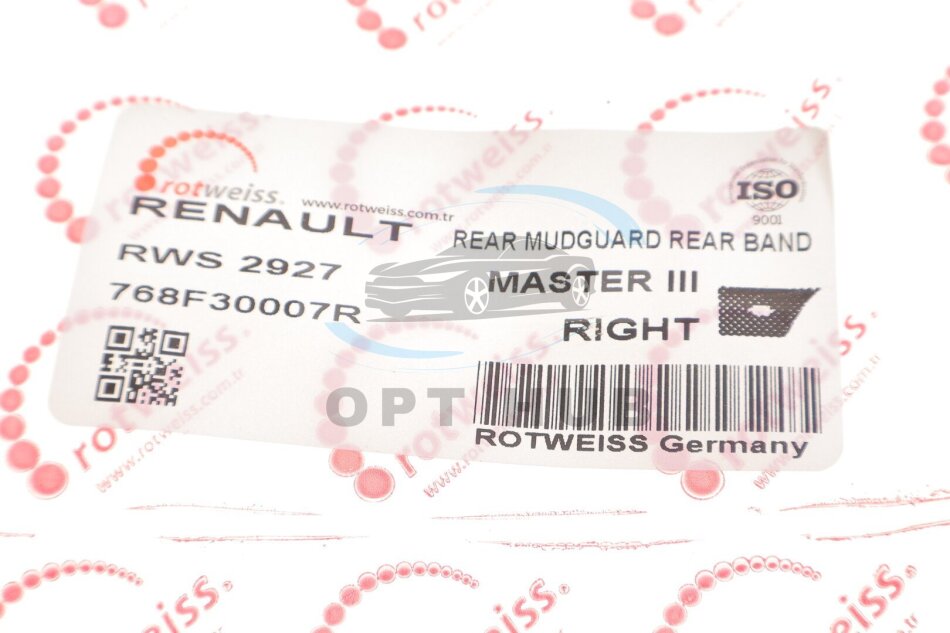 rotweiss.
www.rotweiss.com.tr
RENAULT
RWS 2927
768F30007R
ISO
9001
REAR MUDGUARD REAR BAND
MASTER III
RIGHT
OPT HUB
ROTWEISS Germany
rotweiss.
www.rotweiss.com.tr